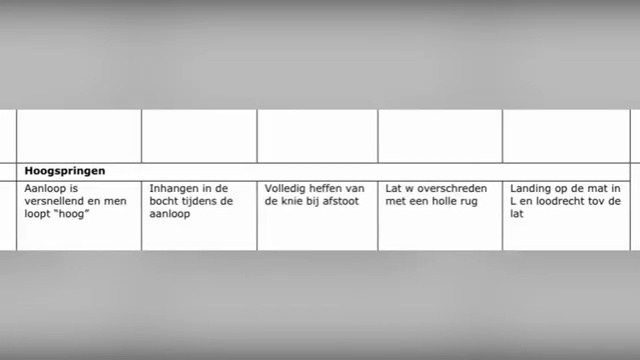 Hoogspringen
Aanloop is
versnellend en men
loopt “hoog”
Inhangen in de
bocht tijdens de
aanloop
Volledig heffen van
de knie bij afstoot
Lat w overschreden
met een holle rug
Landing op de mat in
L en loodrecht tov de
lat